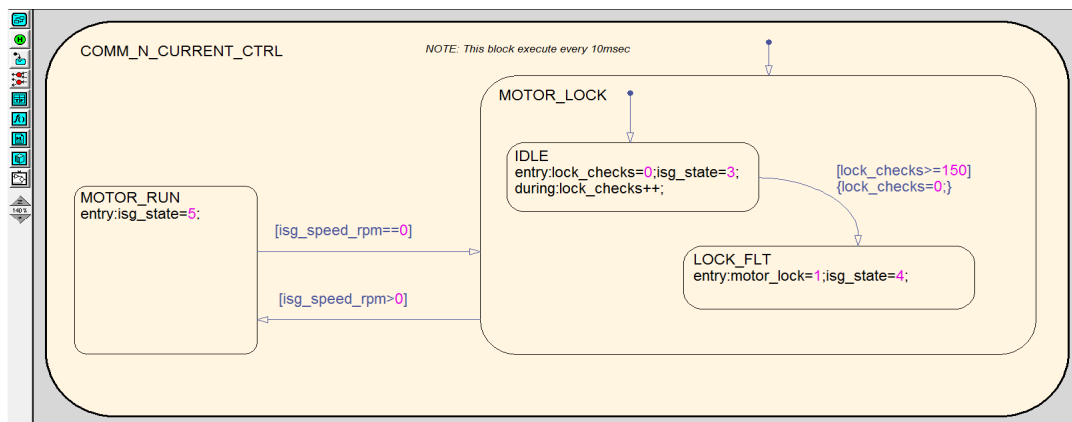 COMM_N_CURRENT_CTRL
NOTE: This block execute every 10msec
MOTOR_LOCK
IDLE
entry:lock_checks=0;isg_state=3;
during:lock_checks++;
[lock_checks>=150]
{lock_checks=0;}
MOTOR_RUN
entry:isg_state=5;
[isg_speed_rpm==0]
LOCK_FLT
entry:motor_lock=1;isg_state=4;
[isg_speed_rpm>0]
140%